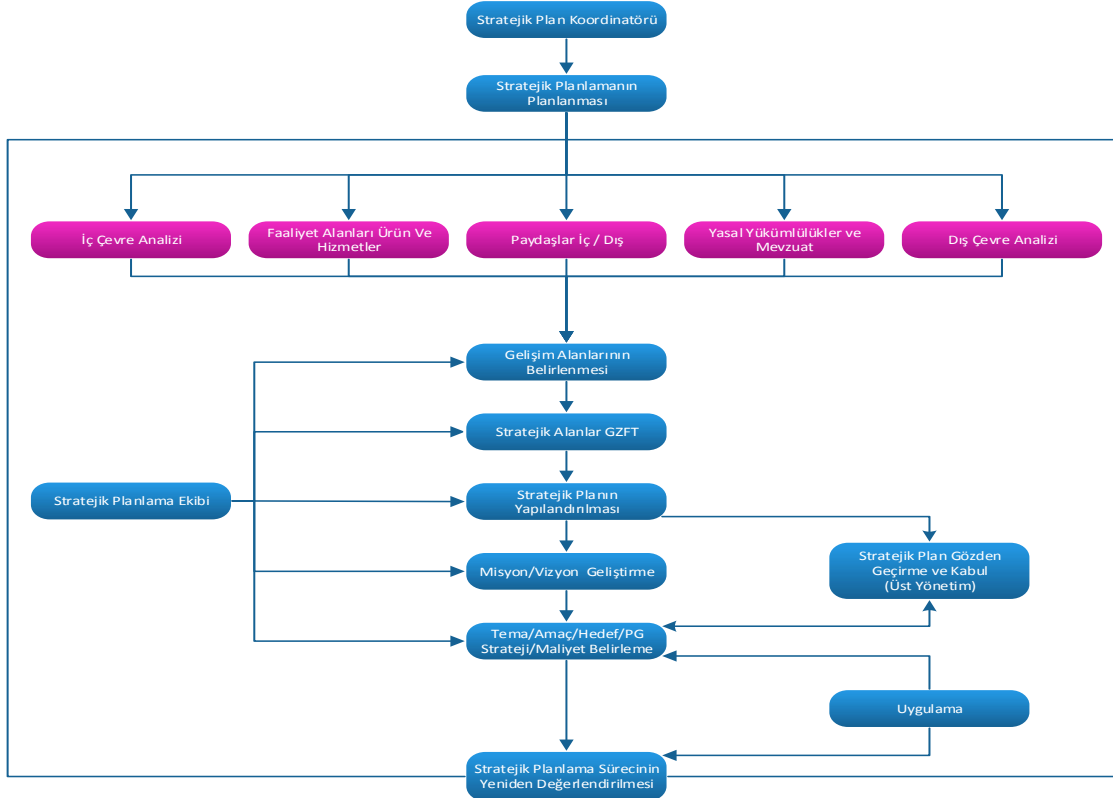 Stratejik Plan Koordinatörü
Stratejik Planlamanın
Planlanması
İç Çevre Analizi
Faaliyet Alanları Ürün Ve
Hizmetler
Paydaşlar İç / Dış
Yasal Yükümlülükler ve
Mevzuat
Dış Çevre Analizi
Gelişim Alanlarının
Belirlenmesi
Stratejik Alanlar GZFT
Stratejik Planlama Ekibi
Stratejik Planın
Yapılandırılması
Stratejik Plan Gözden
Geçirme ve Kabul
(Üst Yönetim)
Misyon/Vizyon Geliştirme
Tema/Amaç/Hedef/PG
Strateji/Maliyet Belirleme
Uygulama
Stratejik Planlama Sürecinin
Yeniden Değerlendirilmesi